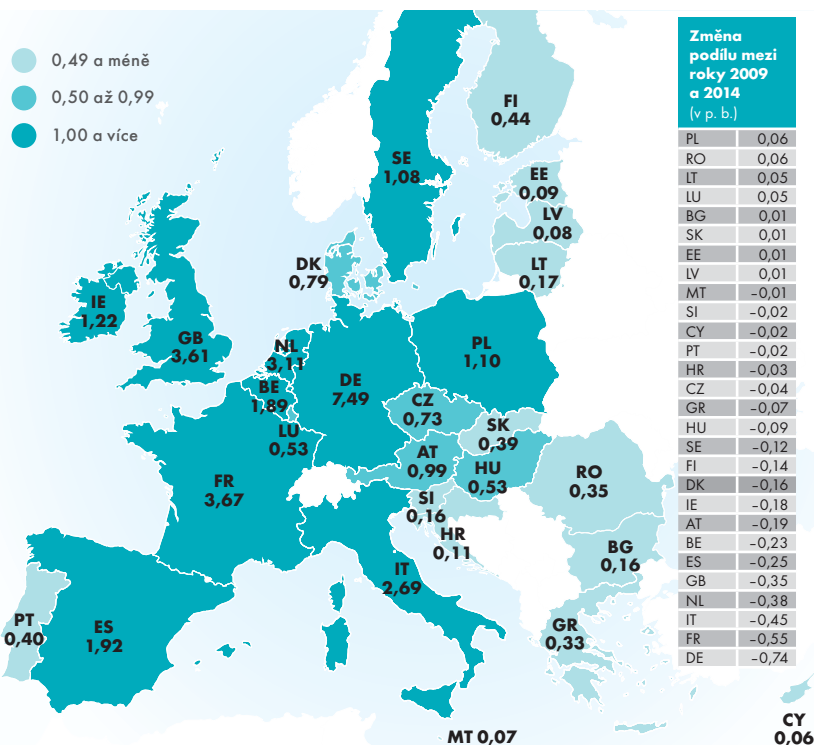 0,49 a méně
0,50 až 0,99
1,00 a více
FI
0,44
SE
1,08
EE
0,09
LV
0,08
LT
0,17
DK
0,79
IE
1,22
GB
3,61
NL
3,11
BE
1,89
LU
0,53
DE
7,49
PL
1,10
CZ
0,73
SK
0,39
AT
0,99
HU
0,53
SI
0,16
HR
0,11
RO
0,35
BG
0,16
FR
3,67
IT
2,69
PT
0,40
ES
1,92
GR
0,33
MT 0,07
CY
0,06
Změna
podílu mezi
roky 2009
a 2014
(v p. b.)
PL 0,06
RO 0,06
LT 0,05
LU 0,05
BG 0,01
SK 0,01
EE 0,01
LV 0,01
MT –0,01
SI –0,02
CY –0,02
PT –0,02
HR –0,03
CZ –0,04
GR –0,07
HU –0,09
SE –0,12
FI –0,14
DK –0,16
IE –0,18
AT –0,19
BE –0,23
ES –0,25
GB –0,35
NL –0,38
IT –0,45
FR –0,55
DE –0,74